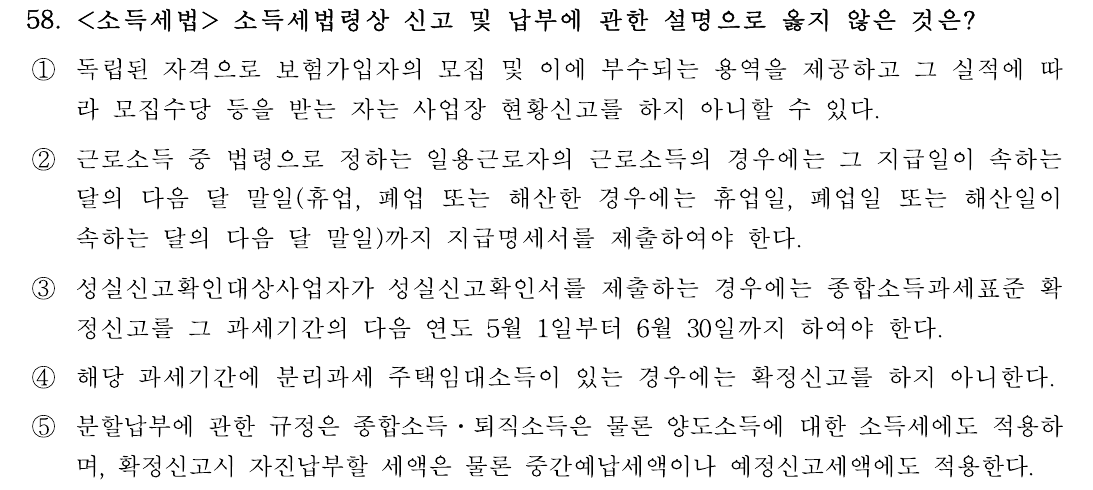 58. <소득세법> 소득세법령상 신고 및 납부에 관한 설명으로 옳지 않은 것은?
① 독립된 자격으로 보험가입자의 모집 및 이에 부수되는 용역을 제공하고 그 실적에 따
라 모집수당 등을 받는 자는 사업장 현황신고를 하지 아니할 수 있다.
② 근로소득 중 법령으로 정하는 일용근로자의 근로소득의 경우에는 그 지급일이 속하는
달의 다음 달 말일(휴업, 폐업 또는 해산한 경우에는 휴업일, 폐업일 또는 해산일이
속하는 달의 다음 달 말일)까지 지급명세서를 제출하여야 한다.
③ 성실신고확인대상사업자가 성실신고확인서를 제출하는 경우에는 종합소득과세표준 확
정신고를 그 과세기간의 다음 연도 5월 1일부터 6월 30일까지 하여야 한다.
④ 해당 과세기간에 분리과세 주택임대소득이 있는 경우에는 확정신고를 하지 아니한다.
⑤ 분할납부에 관한 규정은 종합소득·퇴직소득은 물론 양도소득에 대한 소득세에도 적용하
며, 확정신고시 자진납부할 세액은 물론 중간예납세액이나 예정신고세액에도 적용한다.